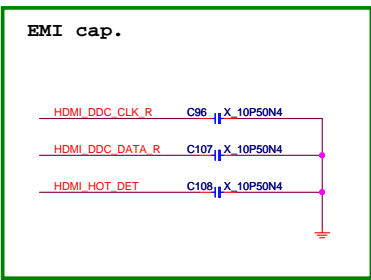 EMI cap.
HDMI_DDC_CLK_R C96 X_10P50N4
HDMI_DDC_DATA_R C107 X_10P50N4
HDMI_HOT_DET C108 X_10P50N4